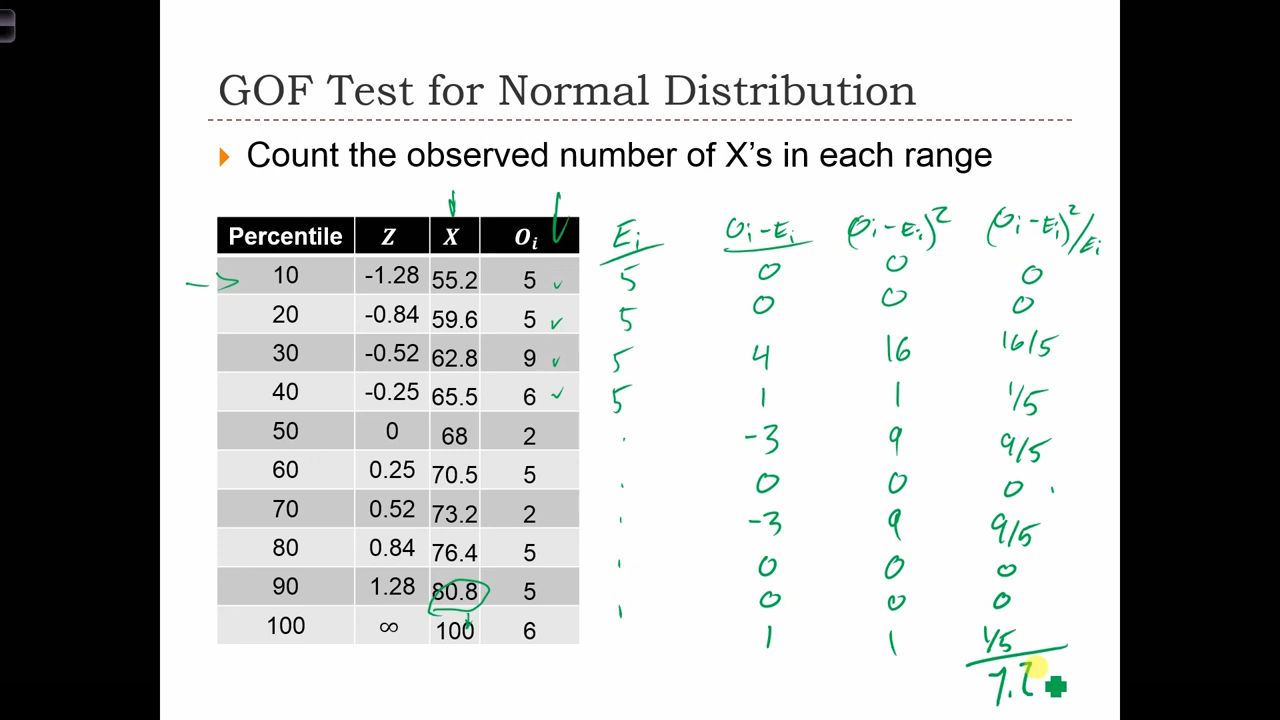 GOF Test for Normal Distribution
Count the observed number of X's in each range
Percentile Z X Oᵢ Eᵢ Oᵢ-Eᵢ (Oᵢ-Eᵢ)² (Oᵢ-Eᵢ)²/Eᵢ
10 -1.28 55.2 5 5 0 0 0
20 -0.84 59.6 5 5 0 0 0
30 -0.52 62.8 9 5 4 16 16/5
40 -0.25 65.5 6 5 1 1 1/5
50 0 68 2 -3 9 9/5
60 0.25 70.5 5 0 0 0
70 0.52 73.2 2 -3 9 9/5
80 0.84 76.4 5 0 0 0
90 1.28 80.8 5 0 0 0
100 ∞ 100 6 1 1 1/5